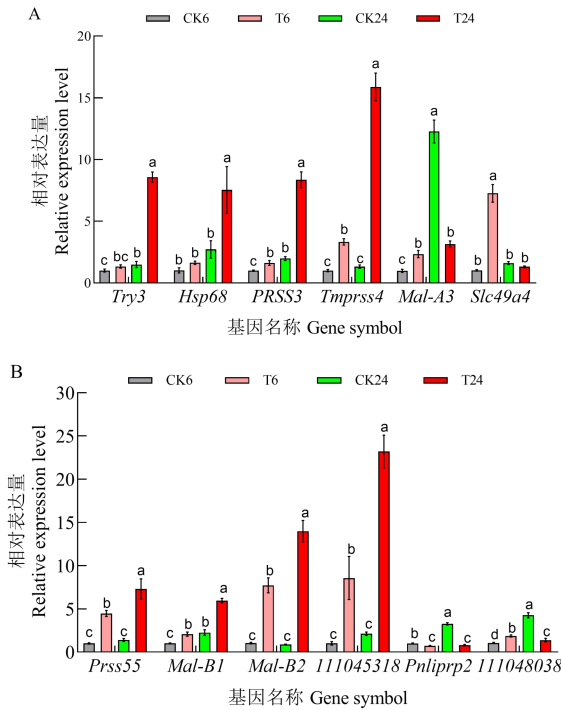 A
CK6 T6 CK24 T24
相对表达量
Relative expression level
20
15
10
5
0
c bc b a
b b b a
c b b a
c b c a
c b a b
b a b b
Try3 Hsp68 PRSS3 Tmprss4 Mal-A3 Slc49a4
基因名称 Gene symbol
B
CK6 T6 CK24 T24
相对表达量
Relative expression level
30
25
20
15
10
5
0
c b c a
c b b a
c b c a
c b c a
b c a c
d b a c
Prss55 Mal-B1 Mal-B2 111045318 Pnliprp2 111048038
基因名称 Gene symbol